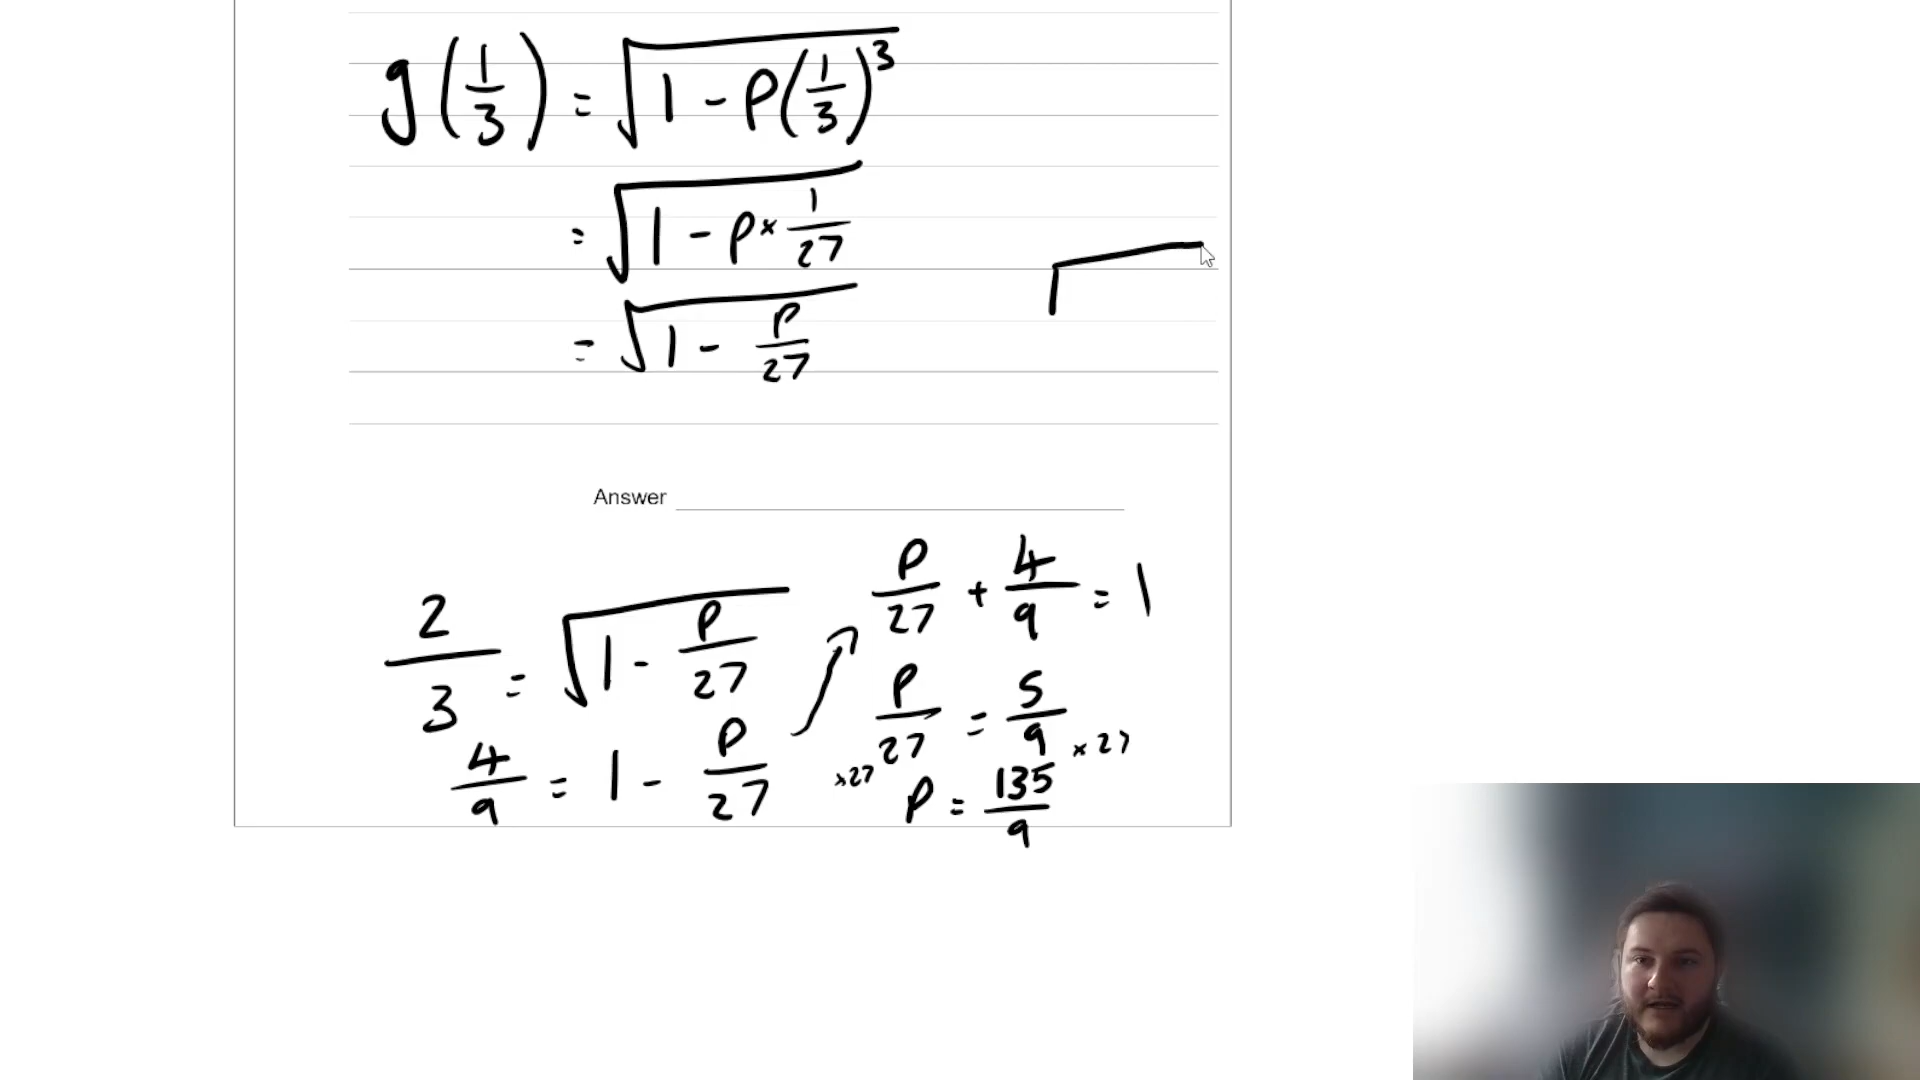 g(1/3) = √(1 - P(1/3)³)
= √(1 - P × 1/27)
= √(1 - P/27)
Answer
2/3 = √(1 - P/27)
4/9 = 1 - P/27
P/27 + 4/9 = 1
P/27 = 5/9
×27 ×27
P = 135/9